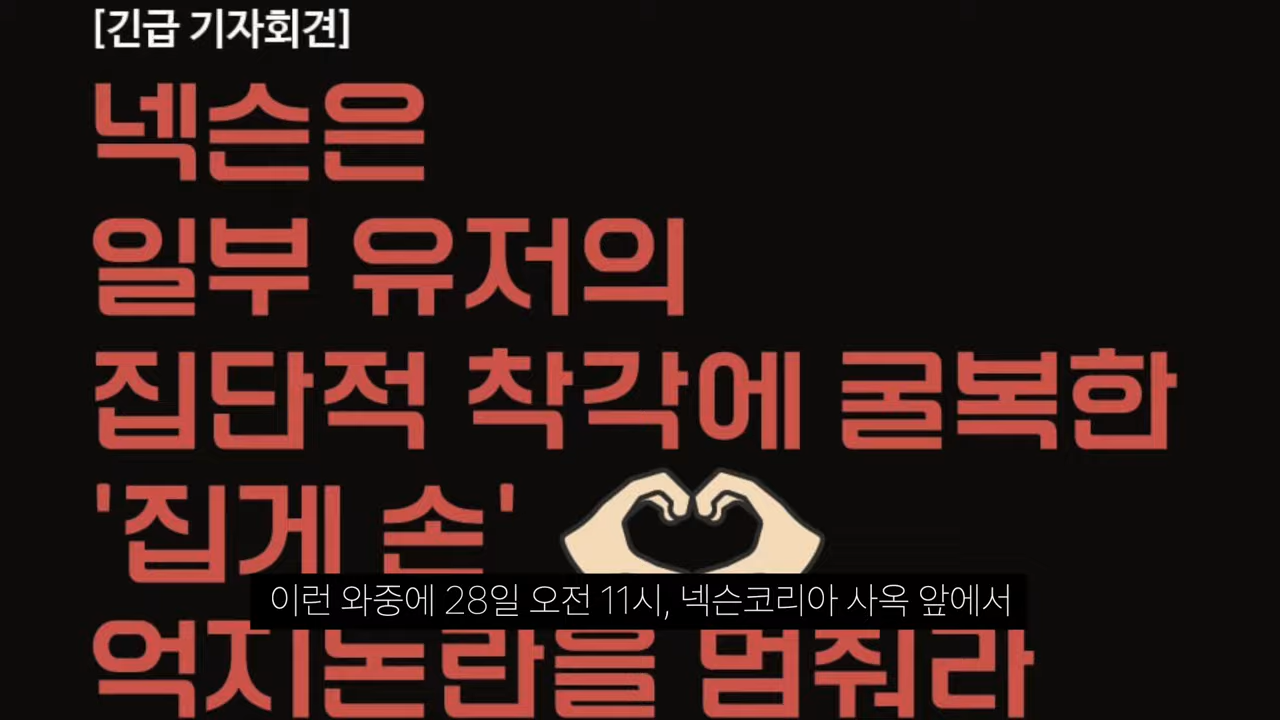 [긴급 기자회견]
넥슨은
일부 유저의
집단적 착각에 굴복한
'집게 손'
이런 와중에 28일 오전 11시, 넥슨코리아 사옥 앞에서
억지논란을 멈춰라